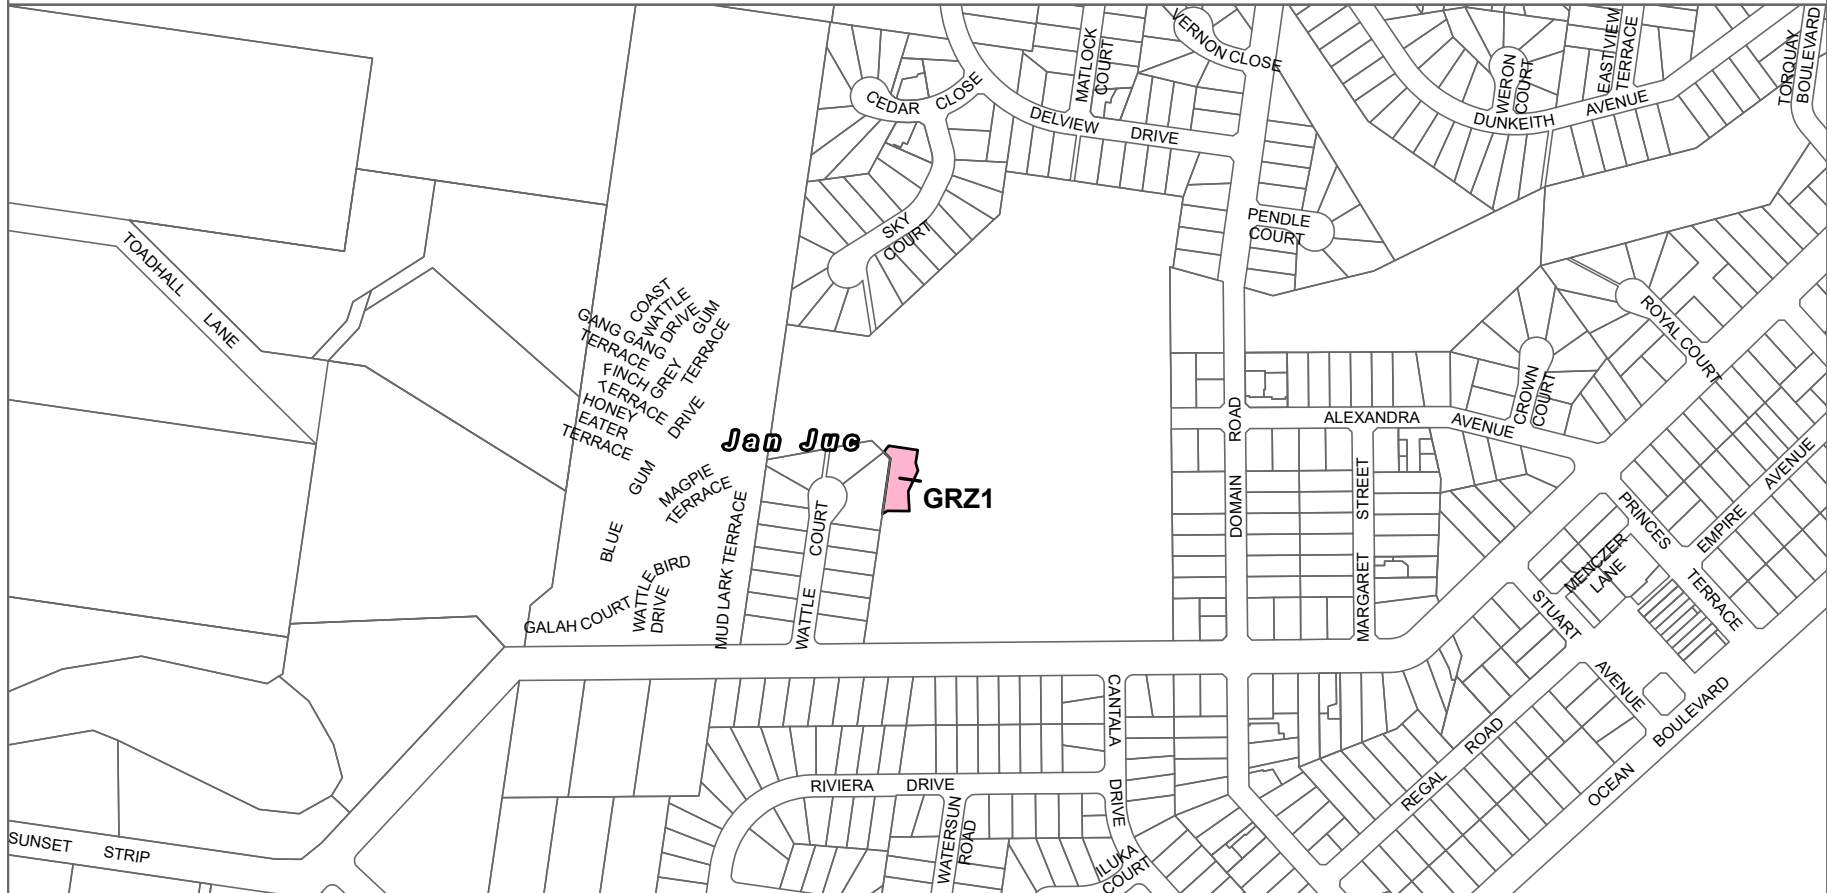 VERNON CLOSE
MATLOCK
COURT
CEDAR CLOSE
DELVIEW DRIVE
WERON
COURT
EASTVIEW
TERRACE
DUNKEITH AVENUE
TORQUAY
BOULEVARD
SKY
COURT
PENDLE
COURT
TOADHALL
LANE
COAST
WATTLE
DRIVE
GUM
TERRACE
GANG GANG
TERRACE
GREY
FINCH
TERRACE
HONEY
EATER
TERRACE
DRIVE
GUM
BLUE
MAGPIE
TERRACE
Jan Juc
GRZ1
WATTLE COURT
MUD LARK TERRACE
WATTLE BIRD
DRIVE
GALAH COURT
DOMAIN ROAD
ALEXANDRA AVENUE
CROWN
COURT
ROYAL COURT
MARGARET STREET
PRINCES TERRACE
EMPIRE AVENUE
MENCZER
LANE
STUART AVENUE
OCEAN BOULEVARD
REGAL ROAD
CANTALA DRIVE
RIVIERA DRIVE
WATERSUN
ROAD
ILUKA
COURT
SUNSET STRIP